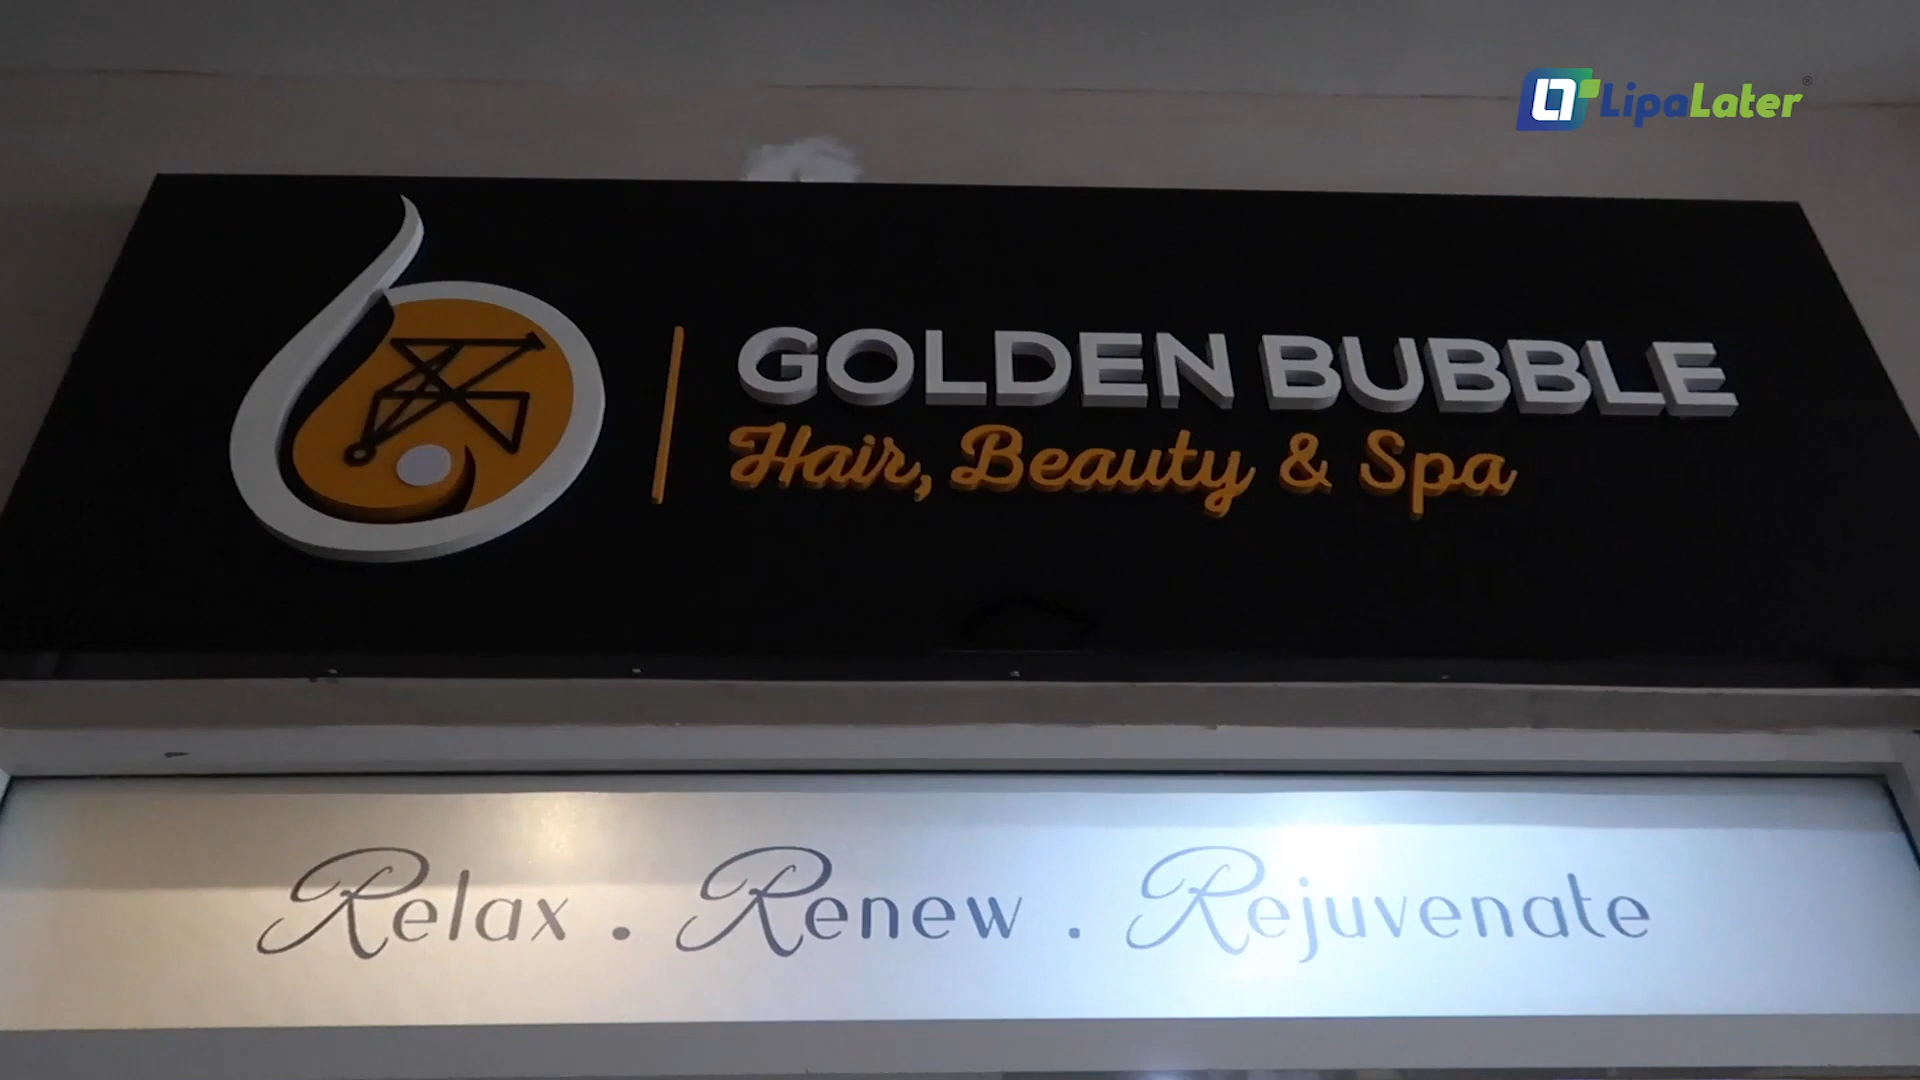 LipaLater®
GOLDEN BUBBLE
Hair, Beauty & Spa
Relax . Renew . Rejuvenate